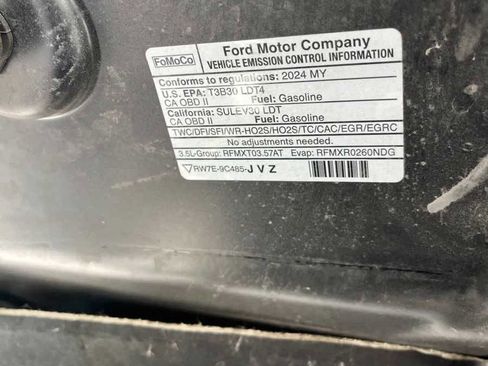 FoMoCo
Ford Motor Company
VEHICLE EMISSION CONTROL INFORMATION
Conforms to regulations: 2024 MY
U.S. EPA: T3B30 LDT4
CA OBD II Fuel: Gasoline
California: SULEV30 LDT
CA OBD II Fuel: Gasoline
TWC/DFI/SFI/WR-HO2S/HO2S/TC/CAC/EGR/EGRC
No adjustments needed.
3.5L-Group: RFMXT03.57AT Evap: RFMXR0260NDG
RW7E-9C485-JVZ